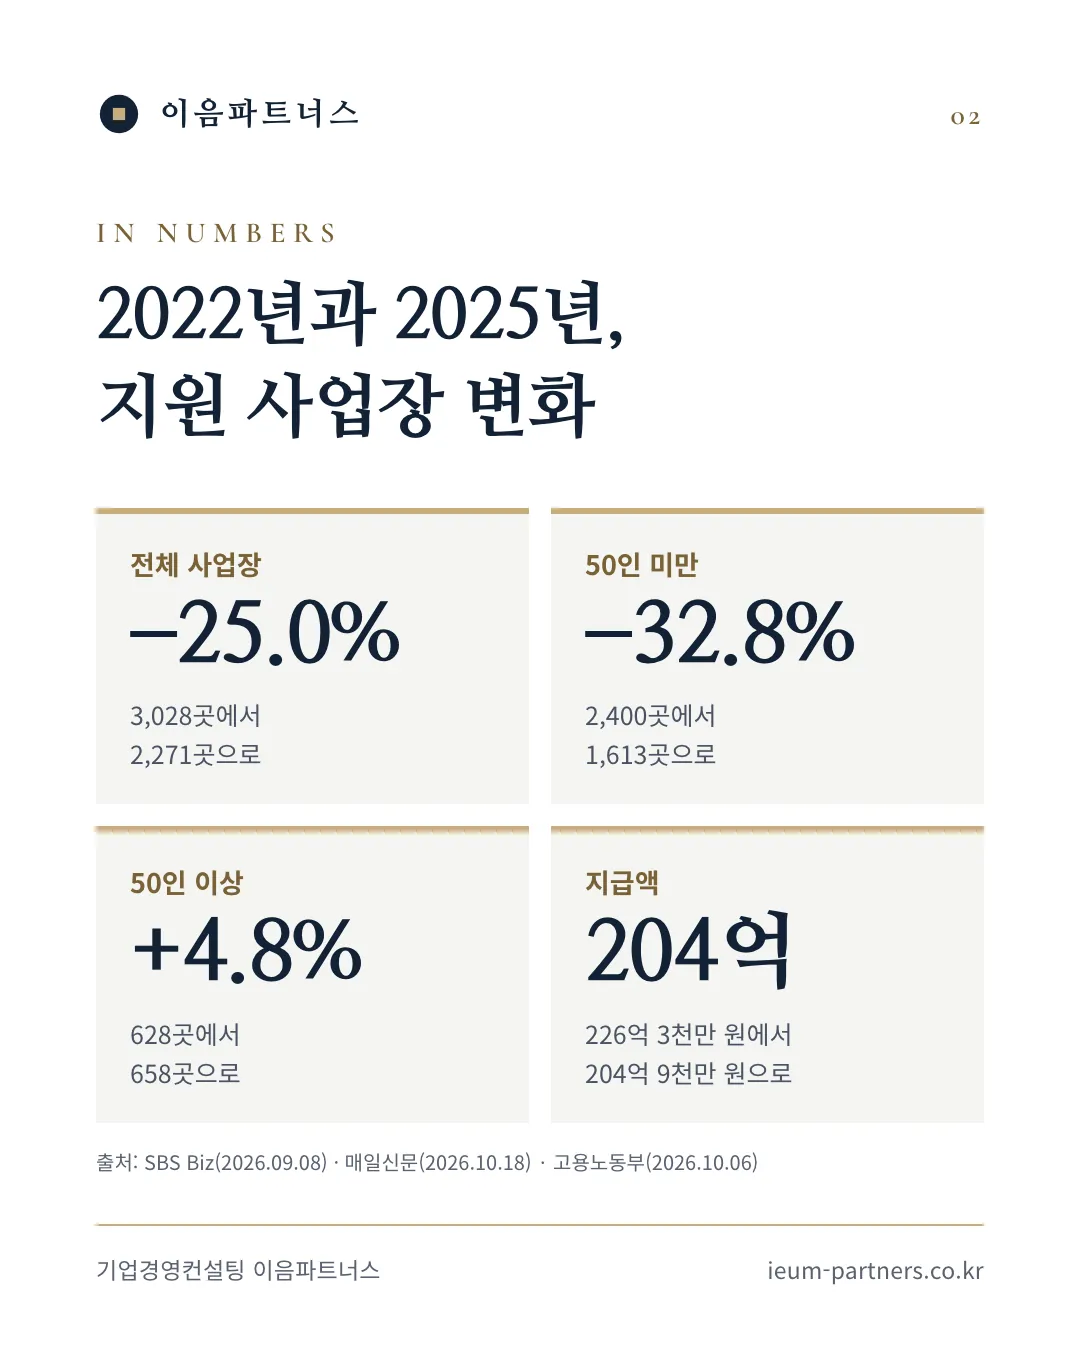 이음파트너스
02
IN NUMBERS
2022년과 2025년,
지원 사업장 변화
전체 사업장
–25.0%
3,028곳에서
2,271곳으로
50인 미만
–32.8%
2,400곳에서
1,613곳으로
50인 이상
+4.8%
628곳에서
658곳으로
지급액
204억
226억 3천만 원에서
204억 9천만 원으로
출처: SBS Biz(2026.09.08) · 매일신문(2026.10.18) · 고용노동부(2026.10.06)
기업경영컨설팅 이음파트너스
ieum-partners.co.kr